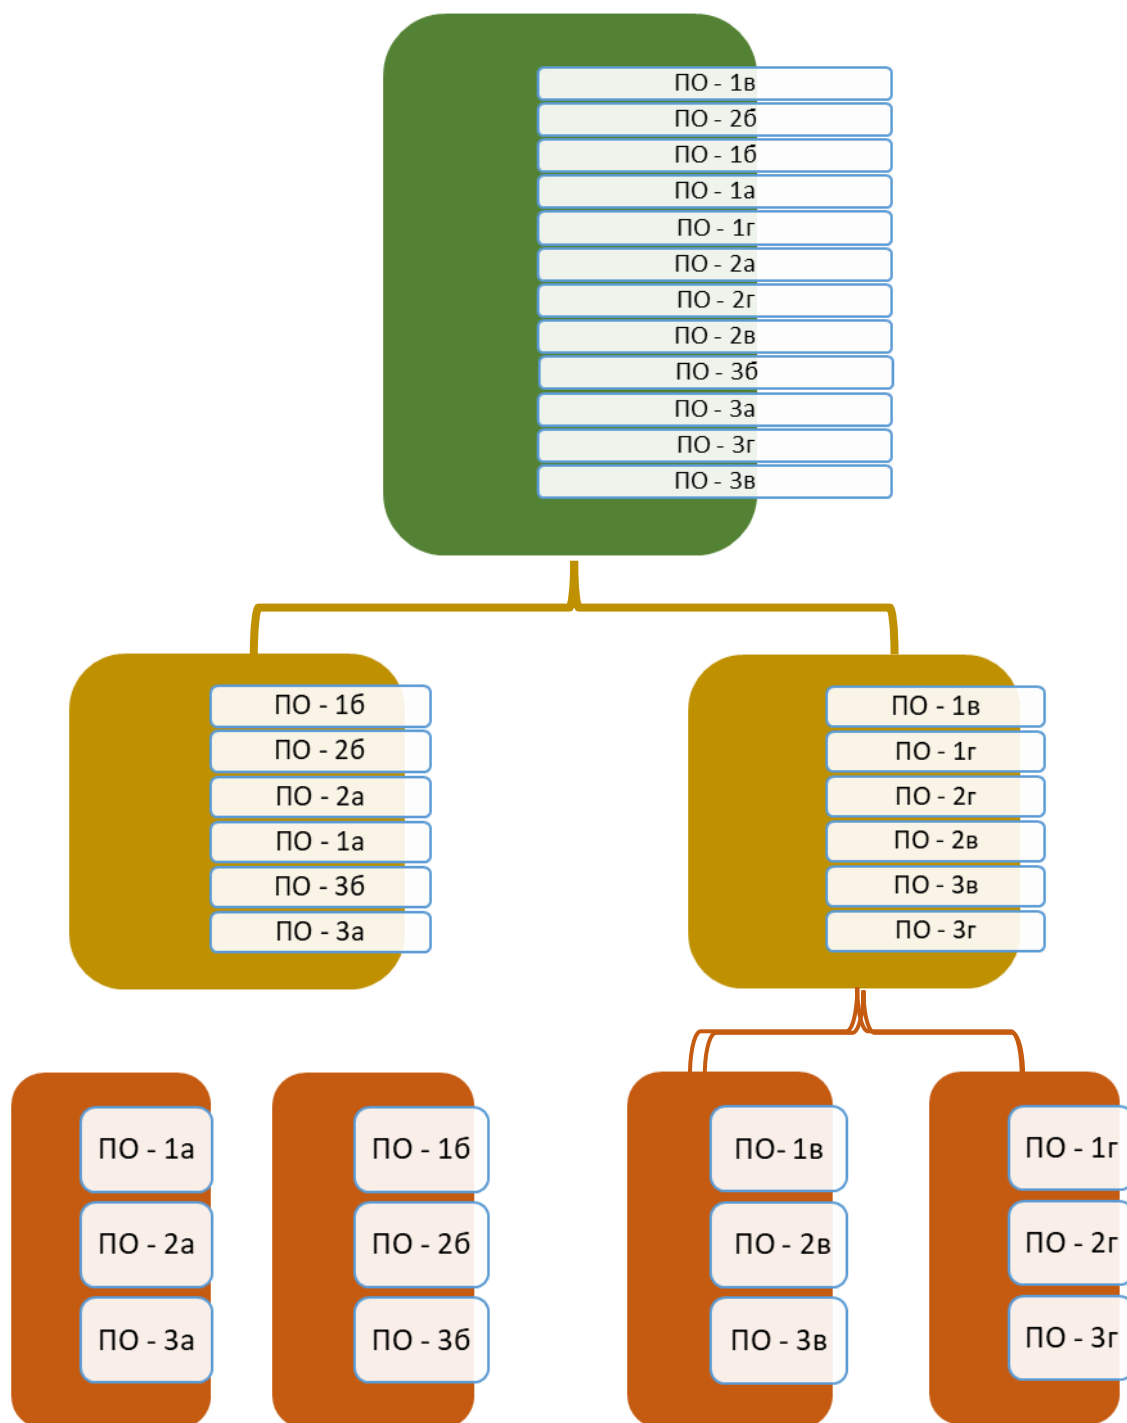 ПО - 1в
ПО - 2б
ПО - 1б
ПО - 1а
ПО - 1г
ПО - 2а
ПО - 2г
ПО - 2в
ПО - 3б
ПО - 3а
ПО - 3г
ПО - 3в
ПО - 1б
ПО - 2б
ПО - 2а
ПО - 1а
ПО - 3б
ПО - 3а
ПО - 1в
ПО - 1г
ПО - 2г
ПО - 2в
ПО - 3в
ПО - 3г
ПО - 1а
ПО - 2а
ПО - 3а
ПО - 1б
ПО - 2б
ПО - 3б
ПО- 1в
ПО - 2в
ПО - 3в
ПО - 1г
ПО - 2г
ПО - 3г